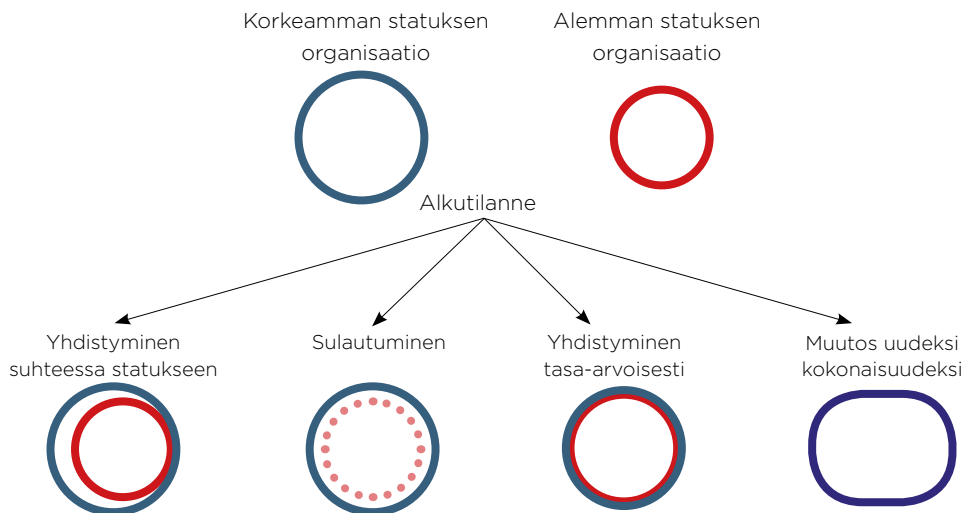 Korkeamman statuksen
organisaatio
Alemman statuksen
organisaatio
Alkutilanne
Yhdistyminen
suhteessa statukseen
Sulautuminen
Yhdistyminen
tasa-arvoisesti
Muutos uudeksi
kokonaisuudeksi